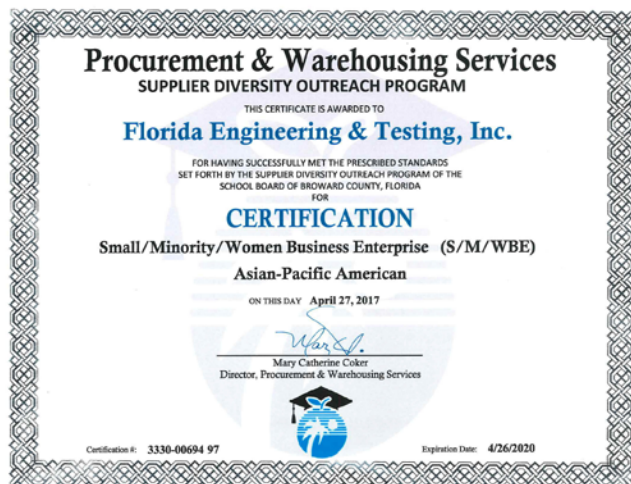 Procurement & Warehousing Services
SUPPLIER DIVERSITY OUTREACH PROGRAM
THIS CERTIFICATE IS AWARDED TO
Florida Engineering & Testing, Inc.
FOR HAVING SUCCESSFULLY MET THE PRESCRIBED STANDARDS
SET FORTH BY THE SUPPLIER DIVERSITY OUTREACH PROGRAM OF THE
SCHOOL BOARD OF BROWARD COUNTY, FLORIDA
FOR
CERTIFICATION
Small/Minority/Women Business Enterprise (S/M/WBE)
Asian-Pacific American
ON THIS DAY April 27, 2017
Mary Catherine Coker
Director, Procurement & Warehousing Services
Certification #: 3330-00694 97
Expiration Date: 4/26/2020